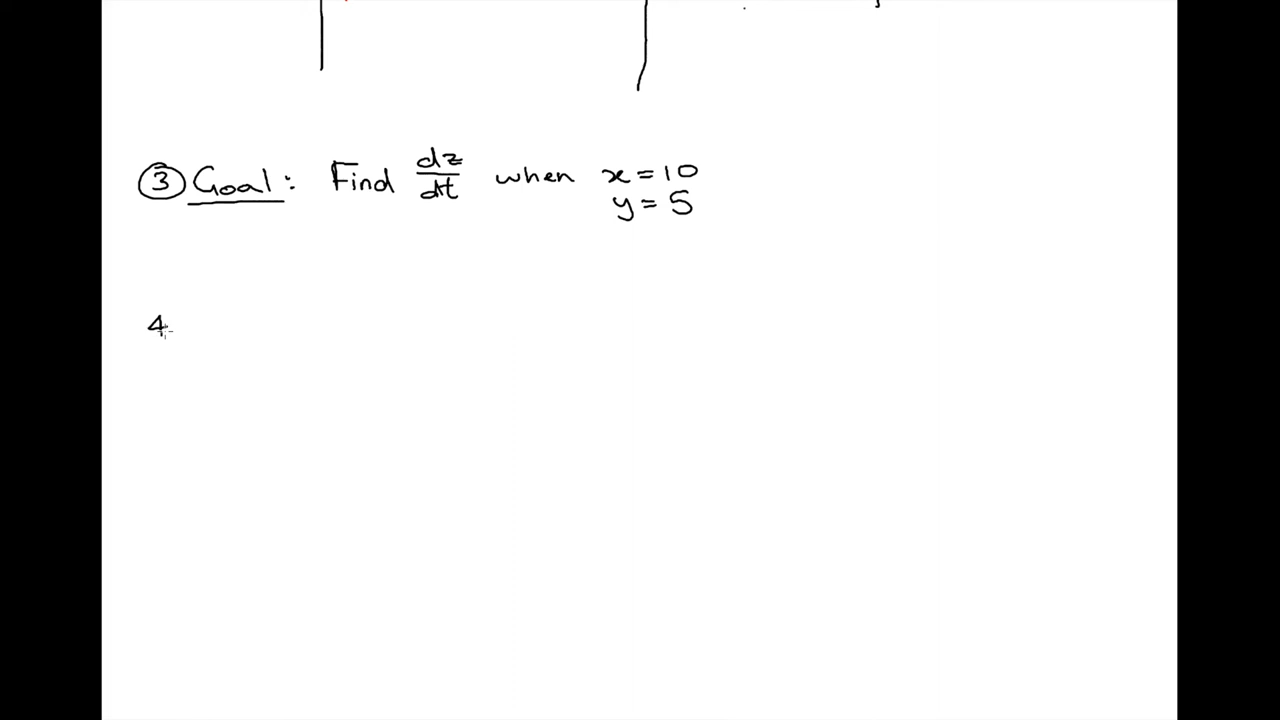 ③ Goal: Find dz/dt when x = 10
y = 5
4